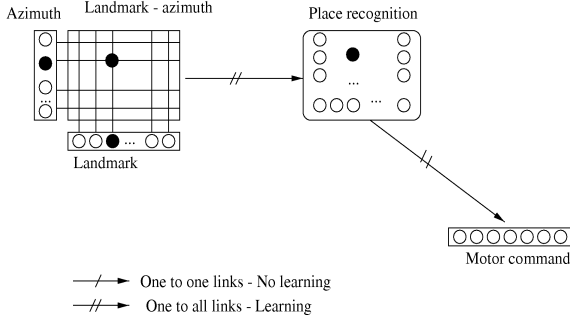 Azimuth
Landmark - azimuth
Place recognition
...
...
...
...
Landmark
Motor command
One to one links - No learning
One to all links - Learning